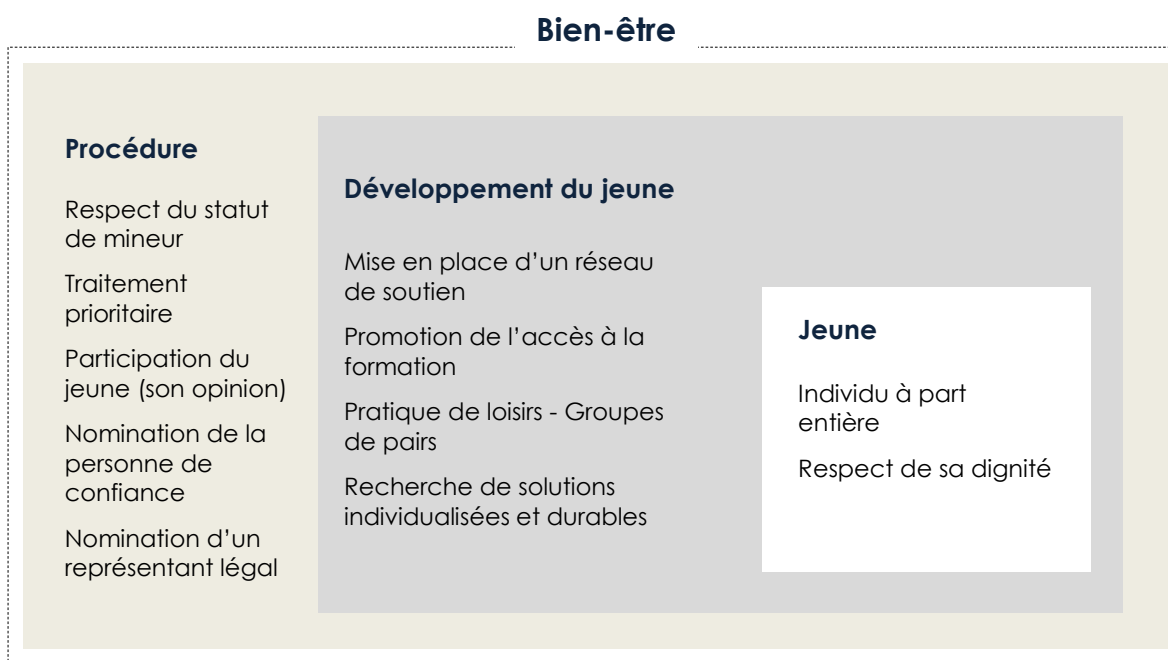 Bien-être
Procédure
Respect du statut
de mineur
Traitement
prioritaire
Participation du
jeune (son opinion)
Nomination de la
personne de
confiance
Nomination d’un
représentant légal
Développement du jeune
Mise en place d’un réseau
de soutien
Promotion de l’accès à la
formation
Pratique de loisirs - Groupes
de pairs
Recherche de solutions
individualisées et durables
Jeune
Individu à part
entière
Respect de sa dignité